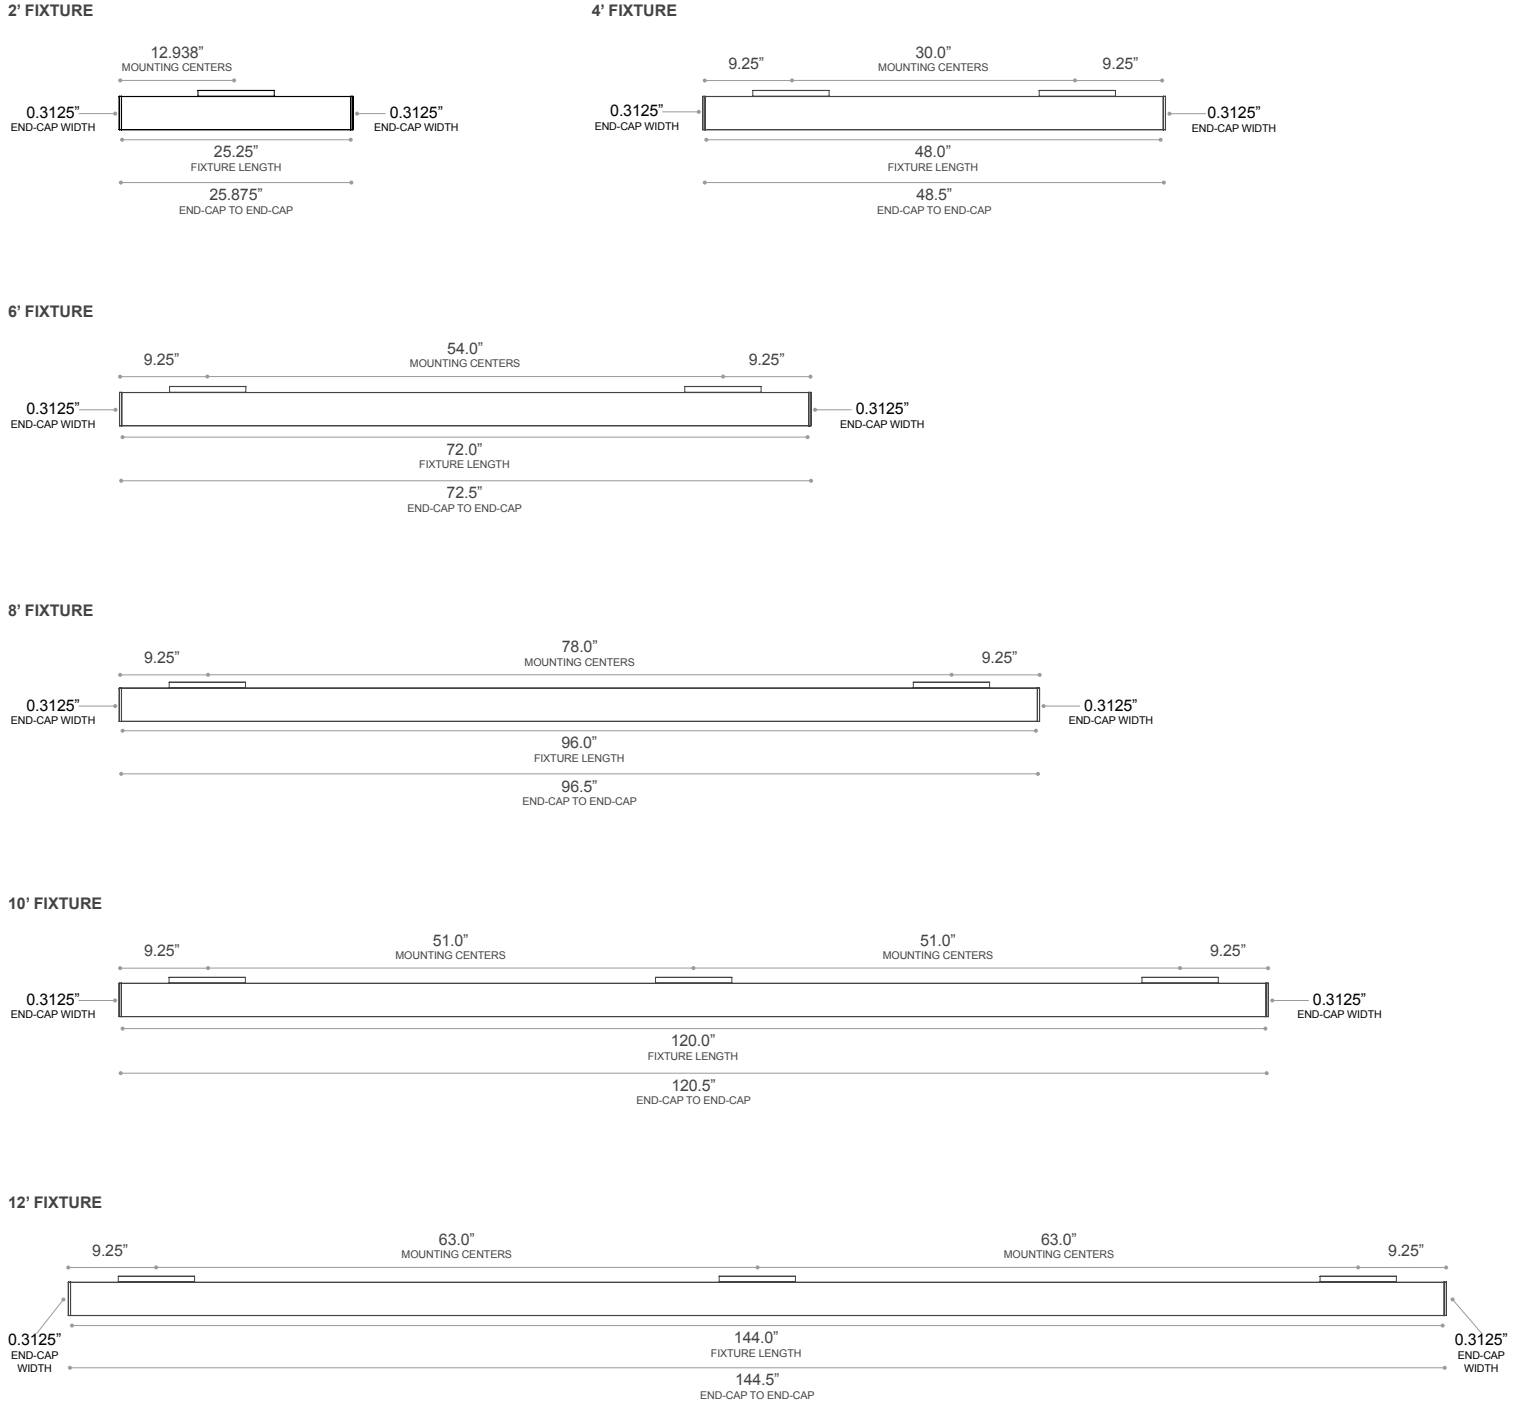 2’ FIXTURE
12.938”
MOUNTING CENTERS
0.3125”
END-CAP WIDTH
0.3125”
END-CAP WIDTH
25.25”
FIXTURE LENGTH
25.875”
END-CAP TO END-CAP
4’ FIXTURE
9.25”
30.0”
MOUNTING CENTERS
9.25”
0.3125”
END-CAP WIDTH
0.3125”
END-CAP WIDTH
48.0”
FIXTURE LENGTH
48.5”
END-CAP TO END-CAP
6’ FIXTURE
9.25”
54.0”
MOUNTING CENTERS
9.25”
0.3125”
END-CAP WIDTH
0.3125”
END-CAP WIDTH
72.0”
FIXTURE LENGTH
72.5”
END-CAP TO END-CAP
8’ FIXTURE
9.25”
78.0”
MOUNTING CENTERS
9.25”
0.3125”
END-CAP WIDTH
0.3125”
END-CAP WIDTH
96.0”
FIXTURE LENGTH
96.5”
END-CAP TO END-CAP
10’ FIXTURE
9.25”
51.0”
MOUNTING CENTERS
51.0”
MOUNTING CENTERS
9.25”
0.3125”
END-CAP WIDTH
0.3125”
END-CAP WIDTH
120.0”
FIXTURE LENGTH
120.5”
END-CAP TO END-CAP
12’ FIXTURE
9.25”
63.0”
MOUNTING CENTERS
63.0”
MOUNTING CENTERS
9.25”
0.3125”
END-CAP
WIDTH
0.3125”
END-CAP
WIDTH
144.0”
FIXTURE LENGTH
144.5”
END-CAP TO END-CAP